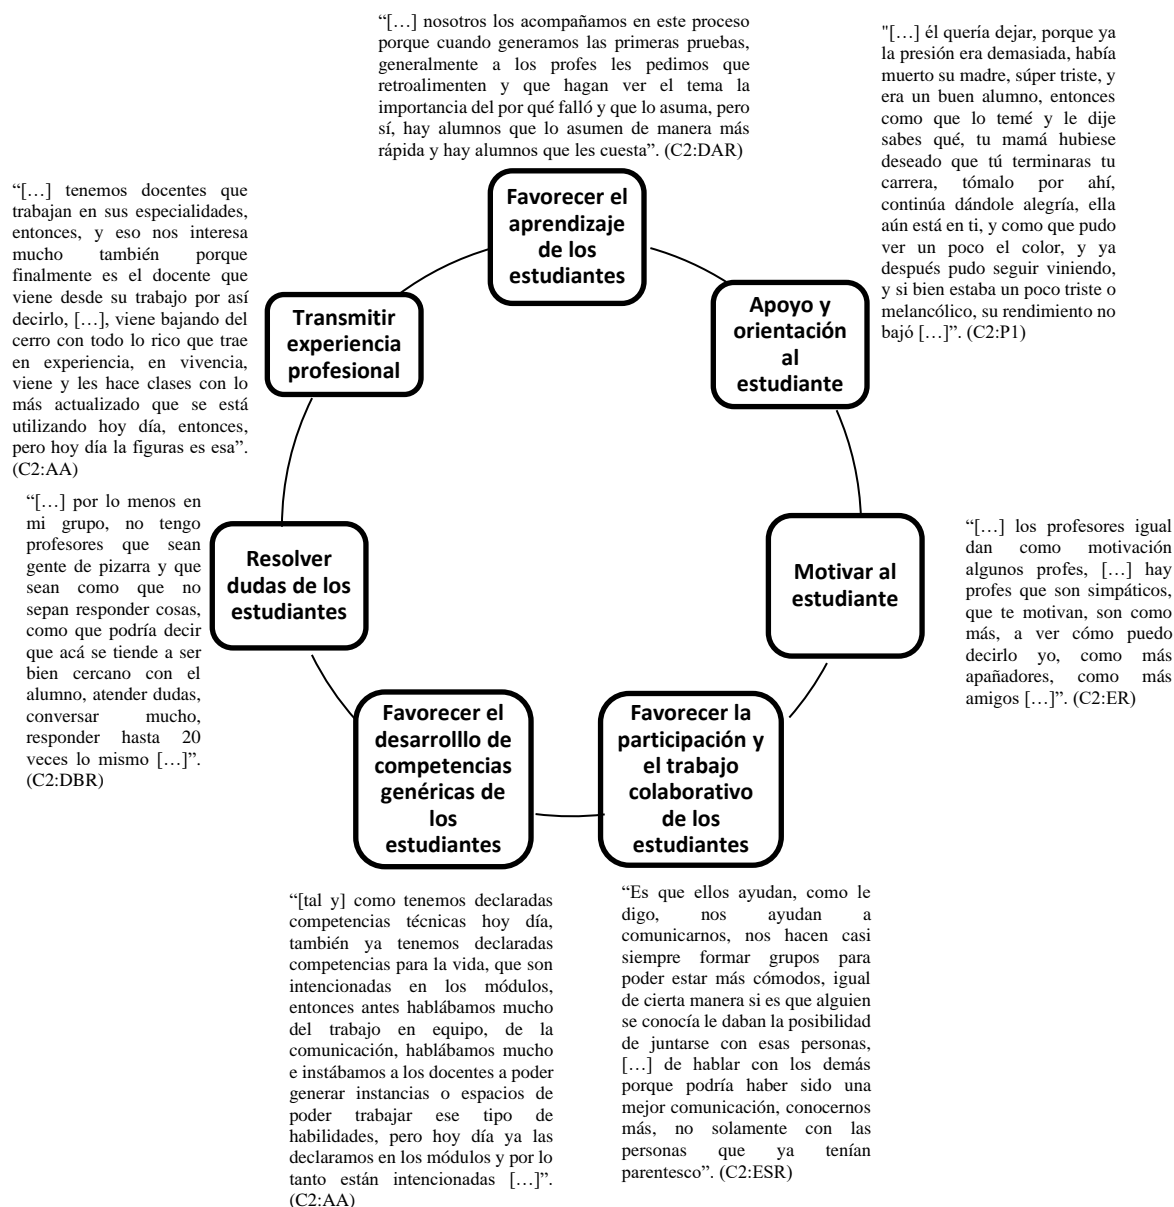 “[…] nosotros los acompañamos en este proceso
porque cuando generamos las primeras pruebas,
generalmente a los profes les pedimos que
retroalimenten y que hagan ver el tema la
importancia del por qué falló y que lo asuma, pero
sí, hay alumnos que lo asumen de manera más
rápida y hay alumnos que les cuesta”. (C2:DAR)
"[…] él quería dejar, porque ya
la presión era demasiada, había
muerto su madre, súper triste, y
era un buen alumno, entonces
como que lo temé y le dije
sabes qué, tu mamá hubiese
deseado que tú terminaras tu
carrera, tómalo por ahí,
continúa dándole alegría, ella
aún está en ti, y como que pudo
ver un poco el color, y ya
después pudo seguir viniendo,
y si bien estaba un poco triste o
melancólico, su rendimiento no
bajó […]”. (C2:P1)
Favorecer el
aprendizaje
de los
estudiantes
“[…] tenemos docentes que
trabajan en sus especialidades,
entonces, y eso nos interesa
mucho también porque
finalmente es el docente que
viene desde su trabajo por así
decirlo, […], viene bajando del
cerro con todo lo rico que trae
en experiencia, en vivencia,
viene y les hace clases con lo
más actualizado que se está
utilizando hoy día, entonces,
pero hoy día la figuras es esa”.
(C2:AA)
Transmitir
experiencia
profesional
Apoyo y
orientación
al
estudiante
“[…] por lo menos en
mi grupo, no tengo
profesores que sean
gente de pizarra y que
sean como que no
sepan responder cosas,
como que podría decir
que acá se tiende a ser
bien cercano con el
alumno, atender dudas,
conversar mucho,
responder hasta 20
veces lo mismo […]”.
(C2:DBR)
Resolver
dudas de los
estudiantes
Motivar al
estudiante
“[…] los profesores igual
dan como motivación
algunos profes, […] hay
profes que son simpáticos,
que te motivan, son como
más, a ver cómo puedo
decirlo yo, como más
apañadores, como más
amigos […]”. (C2:ER)
Favorecer el
desarrolllo de
competencias
genéricas de
los
estudiantes
Favorecer la
participación y
el trabajo
colaborativo
de los
estudiantes
“[tal y] como tenemos declaradas
competencias técnicas hoy día,
también ya tenemos declaradas
competencias para la vida, que son
intencionadas en los módulos,
entonces antes hablábamos mucho
del trabajo en equipo, de la
comunicación, hablábamos mucho
e instábamos a los docentes a poder
generar instancias o espacios de
poder trabajar ese tipo de
habilidades, pero hoy día ya las
declaramos en los módulos y por lo
tanto están intencionadas […]”.
(C2:AA)
“Es que ellos ayudan, como le
digo, nos ayudan a
comunicarnos, nos hacen casi
siempre formar grupos para
poder estar más cómodos, igual
de cierta manera si es que alguien
se conocía le daban la posibilidad
de juntarse con esas personas,
[…] de hablar con los demás
porque podría haber sido una
mejor comunicación, conocernos
más, no solamente con las
personas que ya tenían
parentesco”. (C2:ESR)